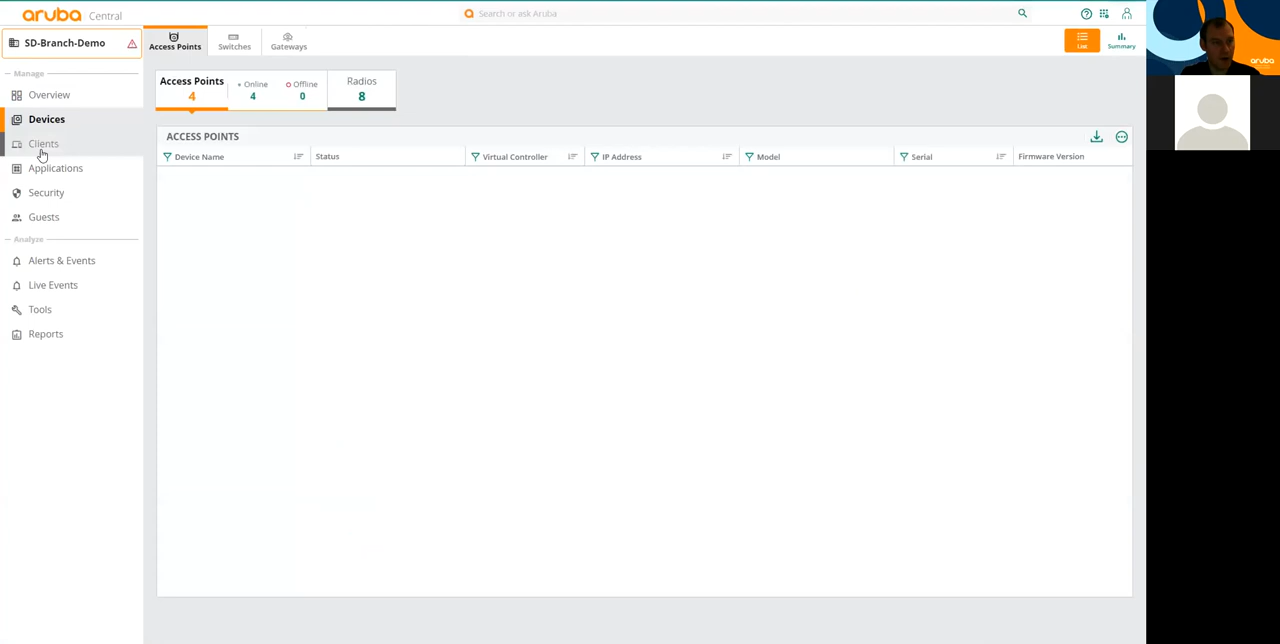 aruba Central
Search or ask Aruba
SD-Branch-Demo
Access Points
Switches
Gateways
List
Summary
aruba
Manage
Overview
Devices
Clients
Applications
Security
Guests
Analyze
Alerts & Events
Live Events
Tools
Reports
Access Points
4
Online
4
Offline
0
Radios
8
ACCESS POINTS
Device Name
Status
Virtual Controller
IP Address
Model
Serial
Firmware Version